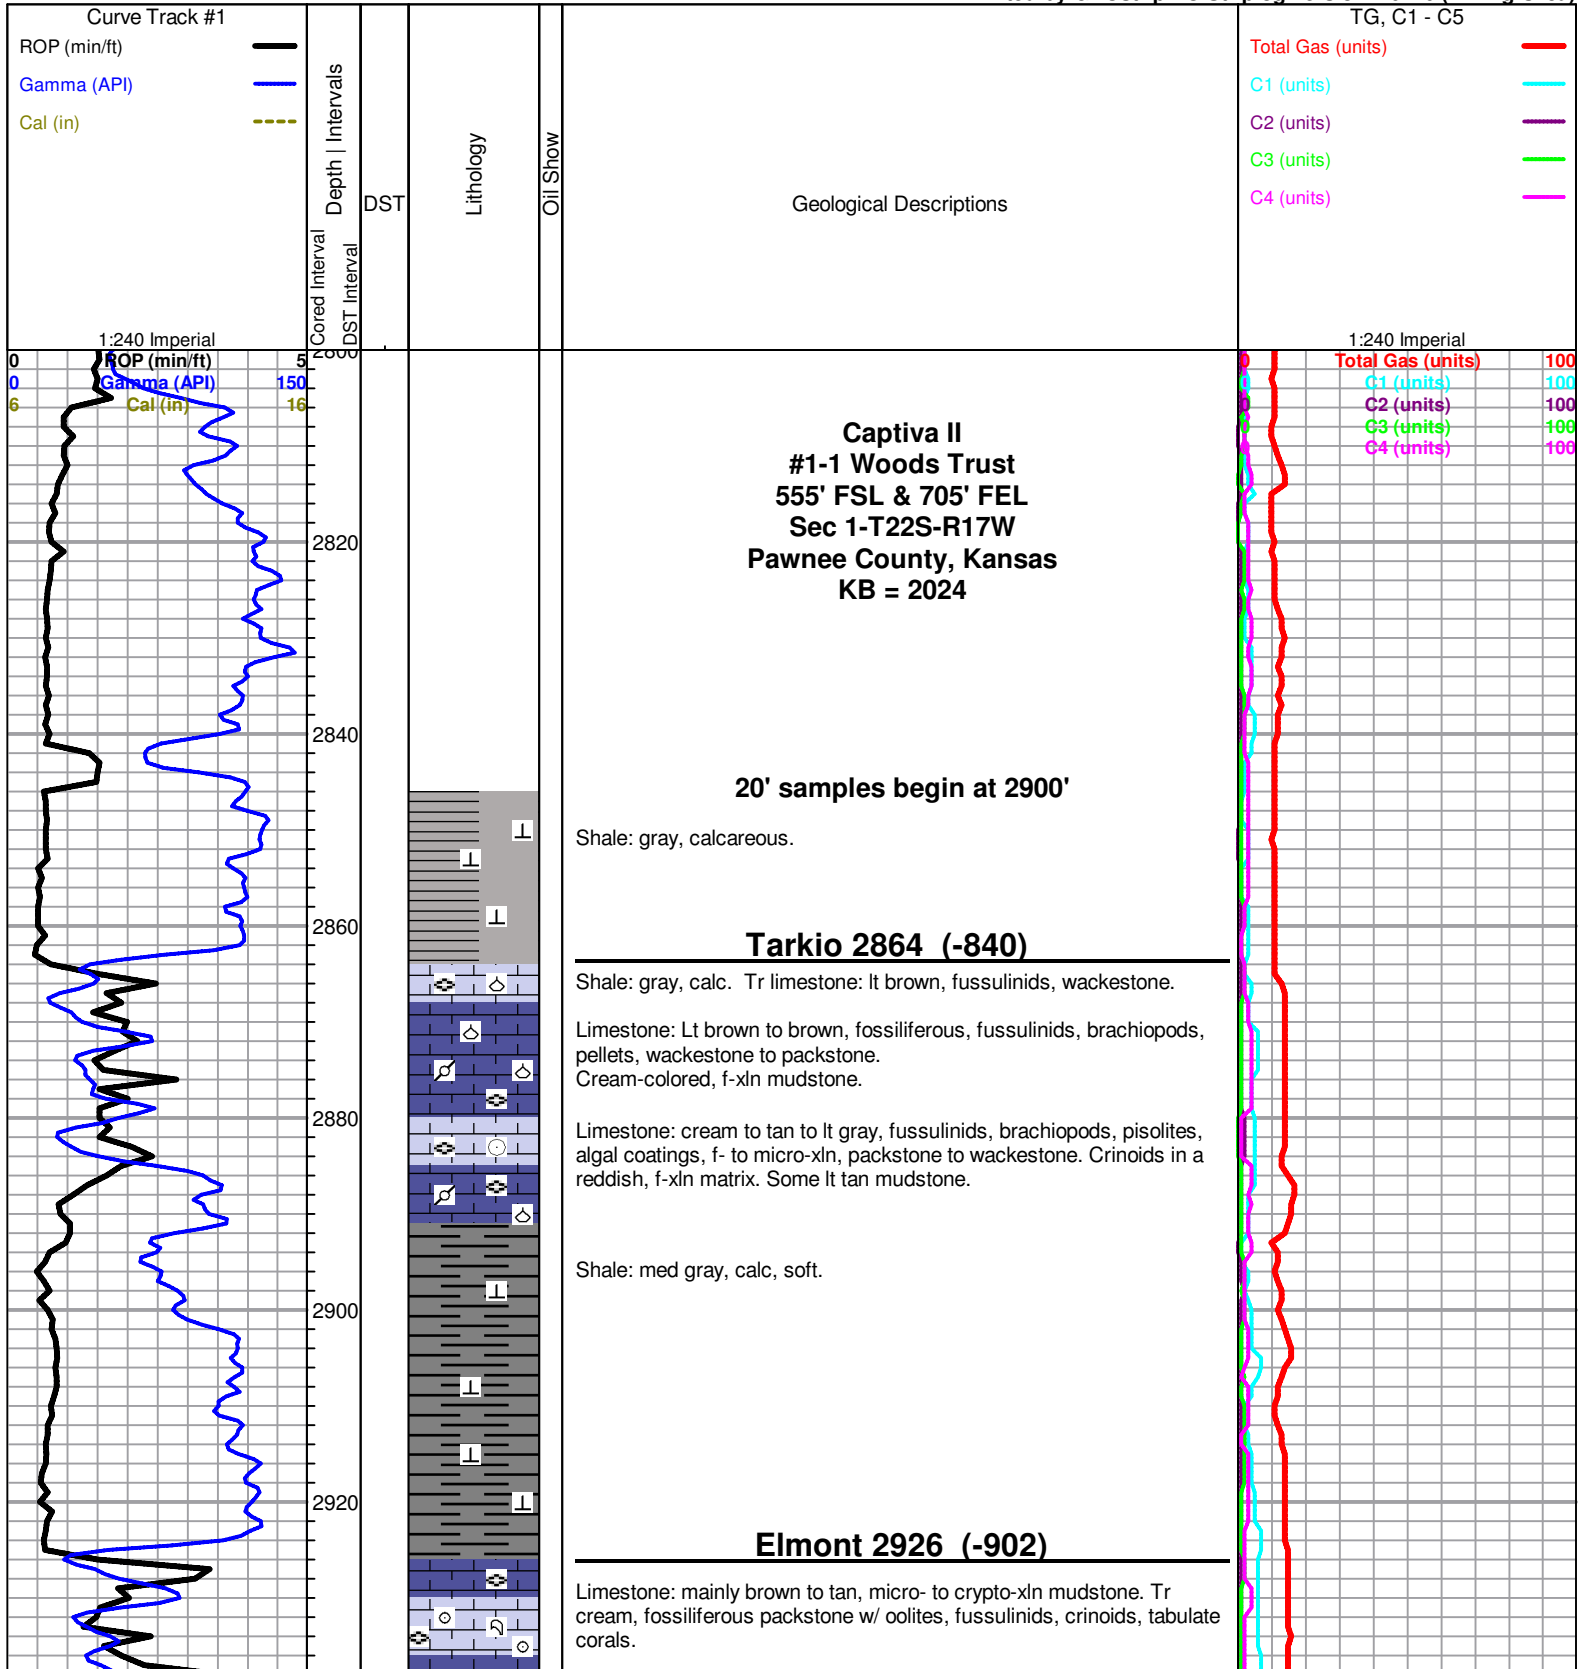 Curve Track #1
ROP (min/ft)
Gamma (API)
Cal (in)
1:240 Imperial
0 ROP (min/ft) 5
0 Gamma (API) 150
6 Cal (in) 16
Depth | Intervals
Cored Interval
DST Interval
DST
Lithology
Oil Show
Geological Descriptions
TG, C1 - C5
Total Gas (units)
C1 (units)
C2 (units)
C3 (units)
C4 (units)
1:240 Imperial
0 Total Gas (units) 100
C1 (units) 100
0 C2 (units) 100
C3 (units) 100
C4 (units) 100
2800
Captiva II
#1-1 Woods Trust
555' FSL & 705' FEL
Sec 1-T22S-R17W
Pawnee County, Kansas
KB = 2024
2820
2840
20' samples begin at 2900'
Shale: gray, calcareous.
2860
Tarkio 2864 (-840)
Shale: gray, calc. Tr limestone: lt brown, fussulinids, wackestone.
Limestone: Lt brown to brown, fossiliferous, fussulinids, brachiopods,
pellets, wackestone to packstone.
Cream-colored, f-xln mudstone.
2880
Limestone: cream to tan to lt gray, fussulinids, brachiopods, pisolites,
algal coatings, f- to micro-xln, packstone to wackestone. Crinoids in a
reddish, f-xln matrix. Some lt tan mudstone.
Shale: med gray, calc, soft.
2900
2920
Elmont 2926 (-902)
Limestone: mainly brown to tan, micro- to crypto-xln mudstone. Tr
cream, fossiliferous packstone w/ oolites, fussulinids, crinoids, tabulate
corals.